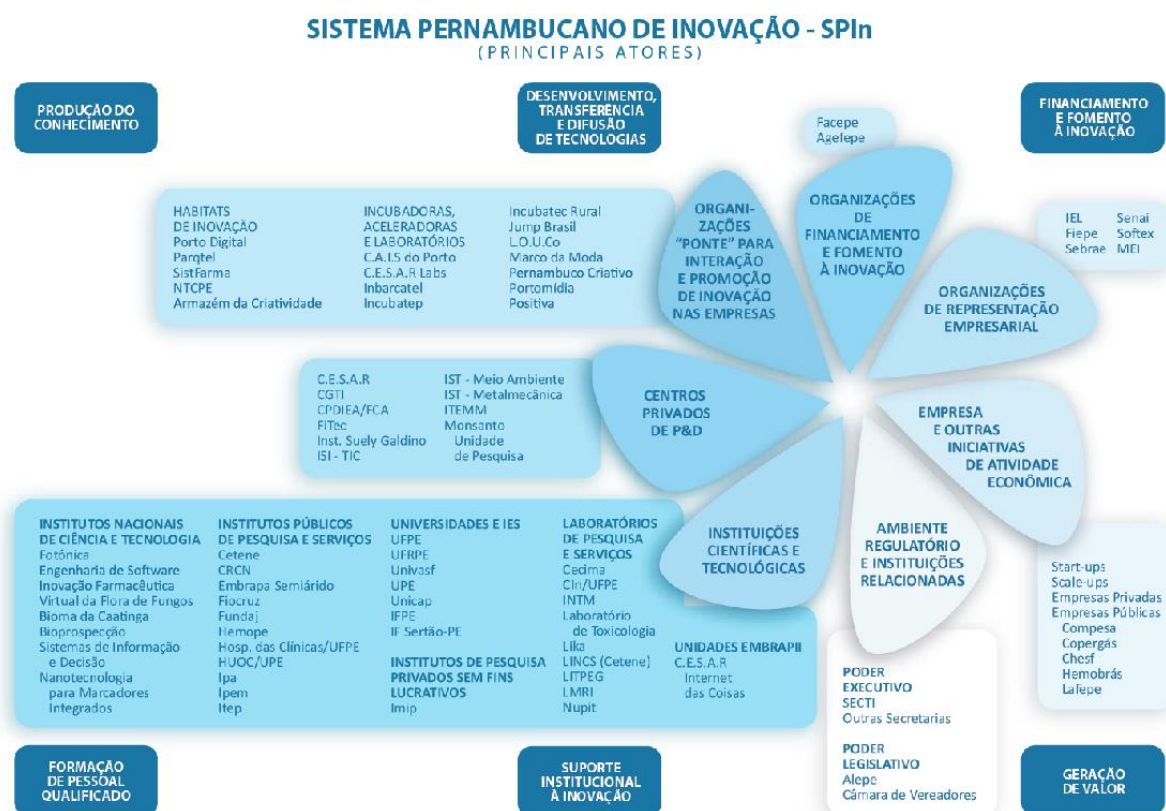 SISTEMA PERNAMBUCANO DE INOVAÇÃO - SPIn
(PRINCIPAIS ATORES)
PRODUÇÃO DO
CONHECIMENTO
DESENVOLVIMENTO,
TRANSFERÊNCIA
E DIFUSÃO
DE TECNOLOGIAS
FINANCIAMENTO
E FOMENTO
À INOVAÇÃO
Facepe
Agefepe
HABITATS
DE INOVAÇÃO
Porto Digital
Parqtel
SistFarma
NTCPE
Armazém da Criatividade
INCUBADORAS,
ACELERADORAS
E LABORATÓRIOS
C.A.I.S do Porto
C.E.S.A.R Labs
Inbarcatel
Incubatep
Incubatec Rural
Jump Brasil
L.O.U.Co
Marco da Moda
Pernambuco Criativo
Portomídia
Positiva
ORGANI-
ZAÇÕES
"PONTE" PARA
INTERAÇÃO
E PROMOÇÃO
DE INOVAÇÃO
NAS EMPRESAS
ORGANIZAÇÕES
DE
FINANCIAMENTO
E FOMENTO
À INOVAÇÃO
IEL
Fiepe
Sebrae
Senai
Softex
MEI
ORGANIZAÇÕES
DE REPRESENTAÇÃO
EMPRESARIAL
C.E.S.A.R
CGTI
CPDIEA/FCA
FITec
Inst. Suely Galdino
ISI - TIC
IST - Meio Ambiente
IST - Metalmecânica
ITEMM
Monsanto
Unidade
de Pesquisa
CENTROS
PRIVADOS
DE P&D
EMPRESA
E OUTRAS
INICIATIVAS
DE ATIVIDADE
ECONÔMICA
INSTITUTOS NACIONAIS
DE CIÊNCIA E TECNOLOGIA
Fotônica
Engenharia de Software
Inovação Farmacêutica
Virtual da Flora de Fungos
Bioma da Caatinga
Bioprospecção
Sistemas de Informação
e Decisão
Nanotecnologia
para Marcadores
Integrados
INSTITUTOS PÚBLICOS
DE PESQUISA E SERVIÇOS
Cetene
CRCN
Embrapa Semiárido
Fiocruz
Fundaj
Hemope
Hosp. das Clínicas/UFPE
HUOC/UPE
Ipa
Ipem
Itep
UNIVERSIDADES E IES
UFPE
UFRPE
Univasf
UPE
Unicap
IFPE
IF Sertão-PE
INSTITUTOS DE PESQUISA
PRIVADOS SEM FINS
LUCRATIVOS
Imip
LABORATÓRIOS
DE PESQUISA
E SERVIÇOS
Cecima
CIn/UFPE
INTM
Laboratório
de Toxicologia
Lika
LINCS (Cetene)
LITPEG
LMRI
Nupit
UNIDADES EMBRAPII
C.E.S.A.R
Internet
das Coisas
INSTITUIÇÕES
CIENTÍFICAS E
TECNOLÓGICAS
AMBIENTE
REGULATÓRIO
E INSTITUIÇÕES
RELACIONADAS
Start-ups
Scale-ups
Empresas Privadas
Empresas Públicas
Compesa
Copergás
Chesf
Hemobrás
Lafepe
PODER
EXECUTIVO
SECTI
Outras Secretarias
PODER
LEGISLATIVO
Alepe
Câmara de Vereadores
FORMAÇÃO
DE PESSOAL
QUALIFICADO
SUPORTE
INSTITUCIONAL
À INOVAÇÃO
GERAÇÃO
DE VALOR